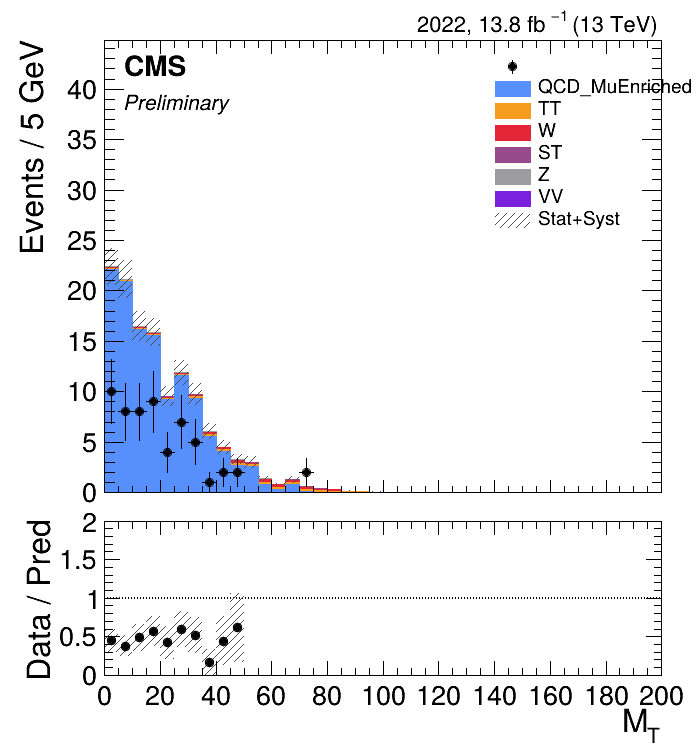 2022, 13.8 fb⁻¹ (13 TeV)
Events / 5 GeV
CMS
Preliminary
QCD_MuEnriched
TT
W
ST
Z
VV
Stat+Syst
40
35
30
25
20
15
10
5
0
Data / Pred
2
1.5
1
0.5
0
0 20 40 60 80 100 120 140 160 180 200
M_T